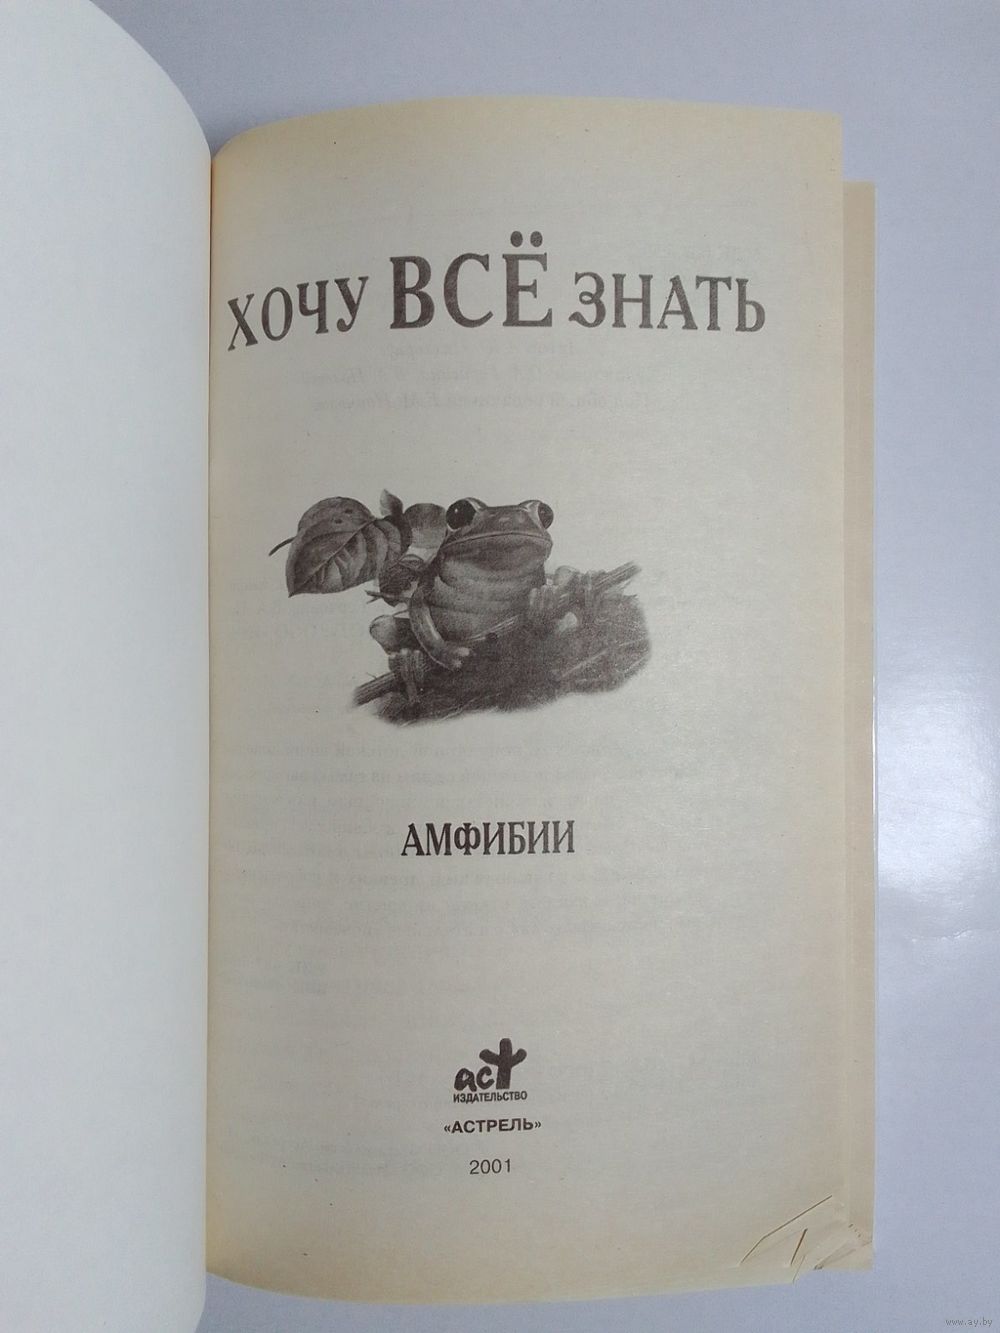 ХОЧУ ВСЁ ЗНАТЬ
АМФИБИИ
аст
ИЗДАТЕЛЬСТВО
«АСТРЕЛЬ»
2001
www.ay.by